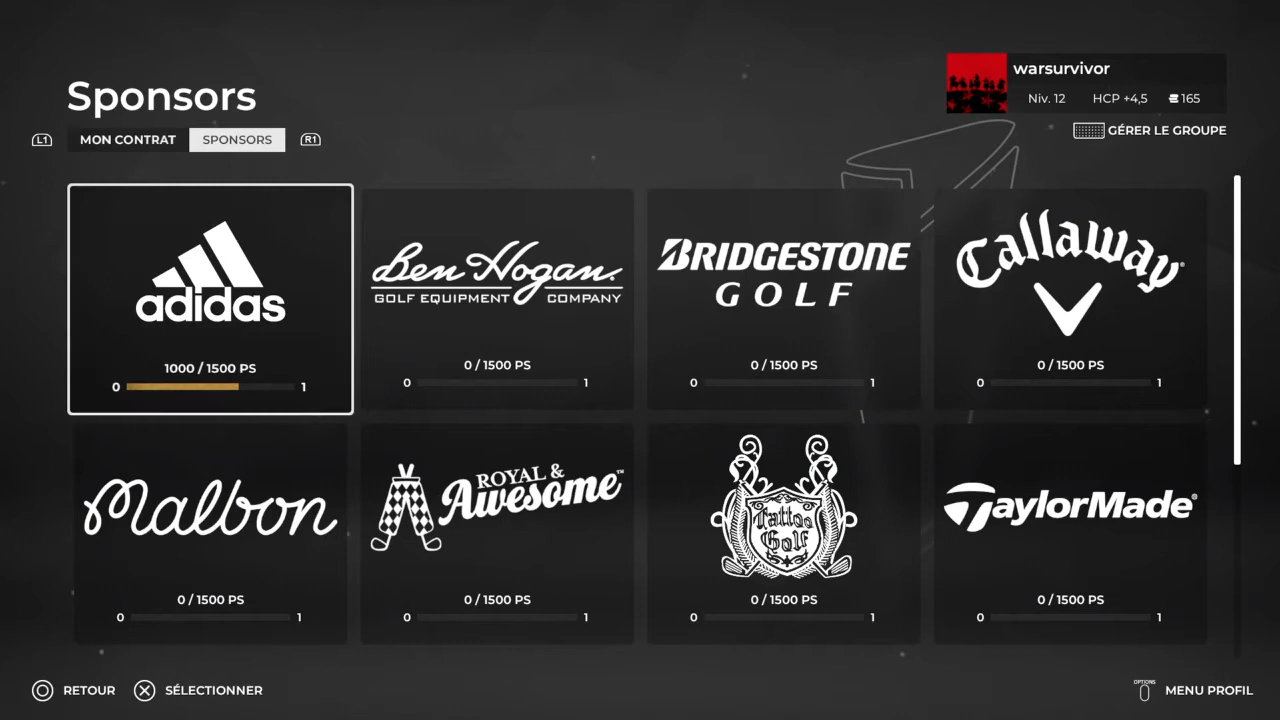 Sponsors
warsurvivor
Niv. 12 HCP +4,5 165
L1 MON CONTRAT SPONSORS R1
GÉRER LE GROUPE
adidas
1000 / 1500 PS
0 1
Ben Hogan.
GOLF EQUIPMENT COMPANY
0 / 1500 PS
0 1
BRIDGESTONE
GOLF
0 / 1500 PS
0 1
Callaway®
0 / 1500 PS
0 1
Malbon
0 / 1500 PS
0 1
ROYAL &
Awesome™
0 / 1500 PS
0 1
Tattoo
Golf
0 / 1500 PS
0 1
TaylorMade®
0 / 1500 PS
0 1
RETOUR SÉLECTIONNER
OPTIONS
MENU PROFIL